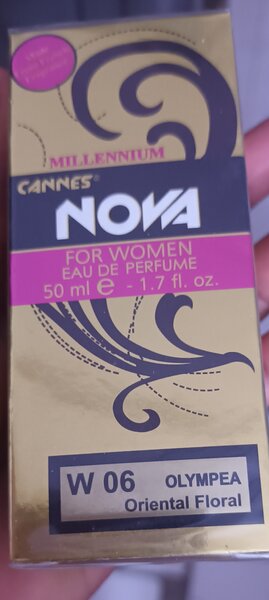 MILLENNIUM
CANNES®
NOVA
FOR WOMEN
EAU DE PERFUME
50 ml e - 1.7 fl. oz.
W 06 OLYMPEA
Oriental Floral